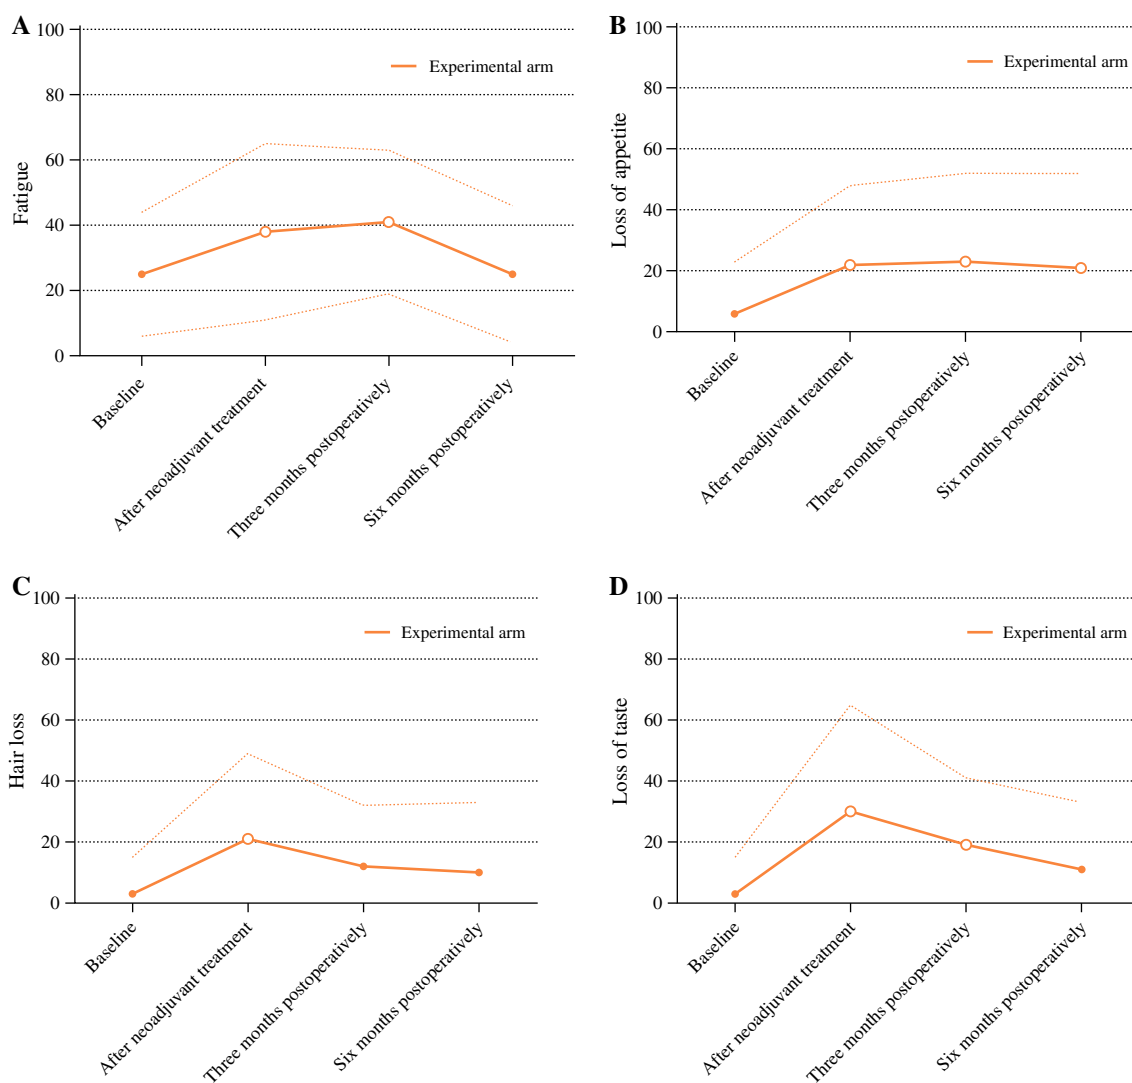 A
100
80
60
40
20
0
Fatigue
Experimental arm
Baseline
After neoadjuvant treatment
Three months postoperatively
Six months postoperatively
B
100
80
60
40
20
0
Loss of appetite
Experimental arm
Baseline
After neoadjuvant treatment
Three months postoperatively
Six months postoperatively
C
100
80
60
40
20
0
Hair loss
Experimental arm
Baseline
After neoadjuvant treatment
Three months postoperatively
Six months postoperatively
D
100
80
60
40
20
0
Loss of taste
Experimental arm
Baseline
After neoadjuvant treatment
Three months postoperatively
Six months postoperatively